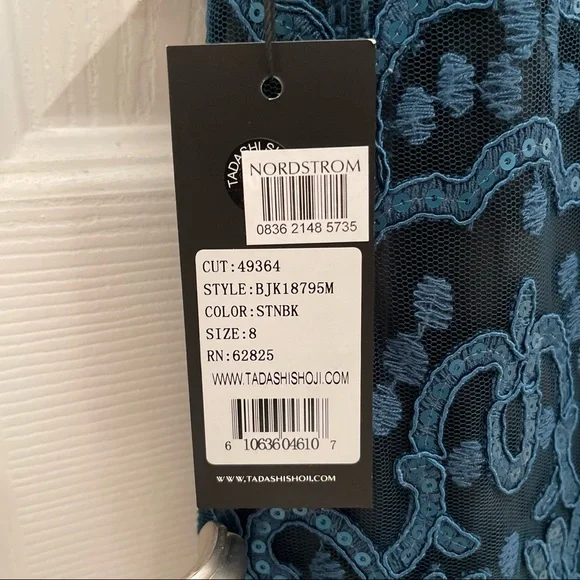 TADASHI S
NORDSTROM
0836 2148 5735
CUT:49364
STYLE:BJK18795M
COLOR:STNBK
SIZE:8
RN:62825
WWW.TADASHISHOJI.COM
6 10636 04610 7
WWW.TADASHISHOJI.COM